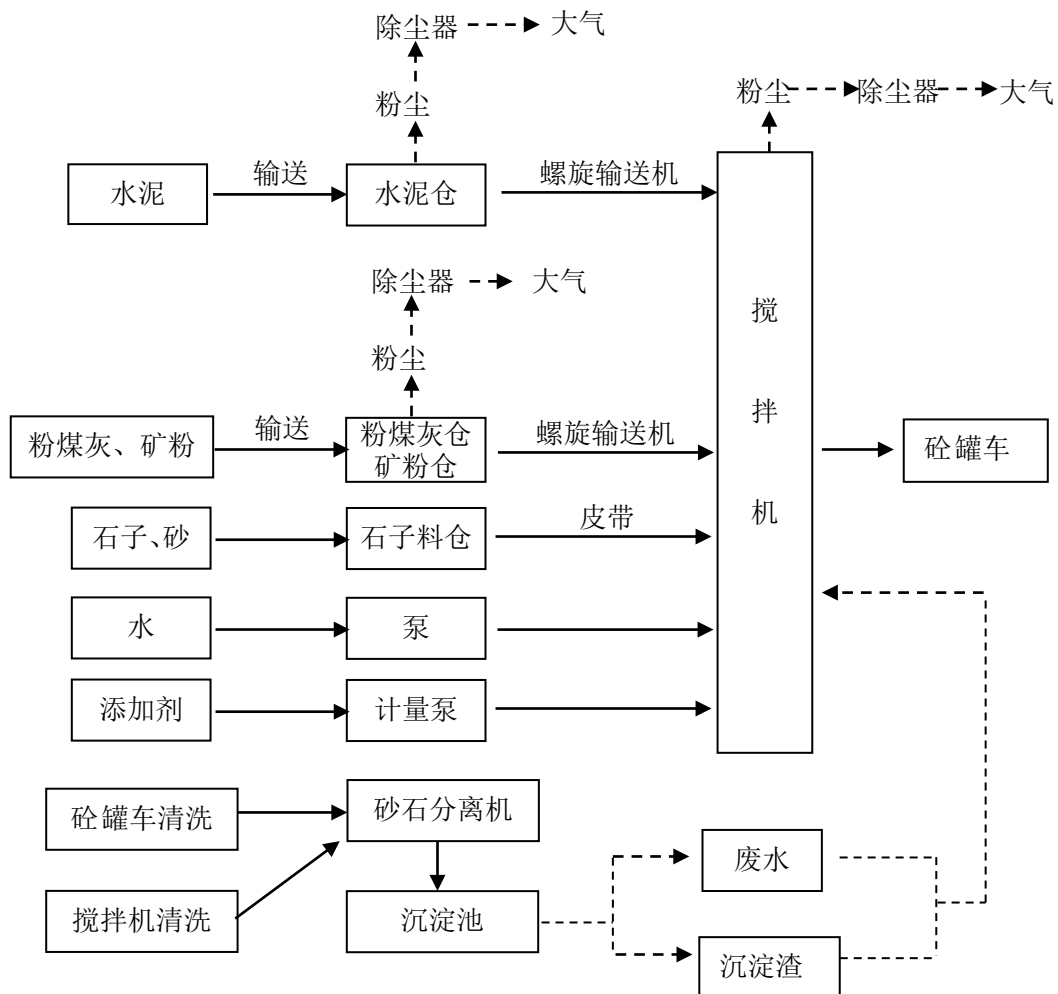 除尘器
大气
粉尘
除尘器
大气
粉尘
水泥
输送
水泥仓
螺旋输送机
除尘器
大气
粉尘
搅
拌
机
粉煤灰、矿粉
输送
粉煤灰仓
矿粉仓
螺旋输送机
砼罐车
石子、砂
石子料仓
皮带
水
泵
添加剂
计量泵
砼罐车清洗
砂石分离机
废水
搅拌机清洗
沉淀池
沉淀渣